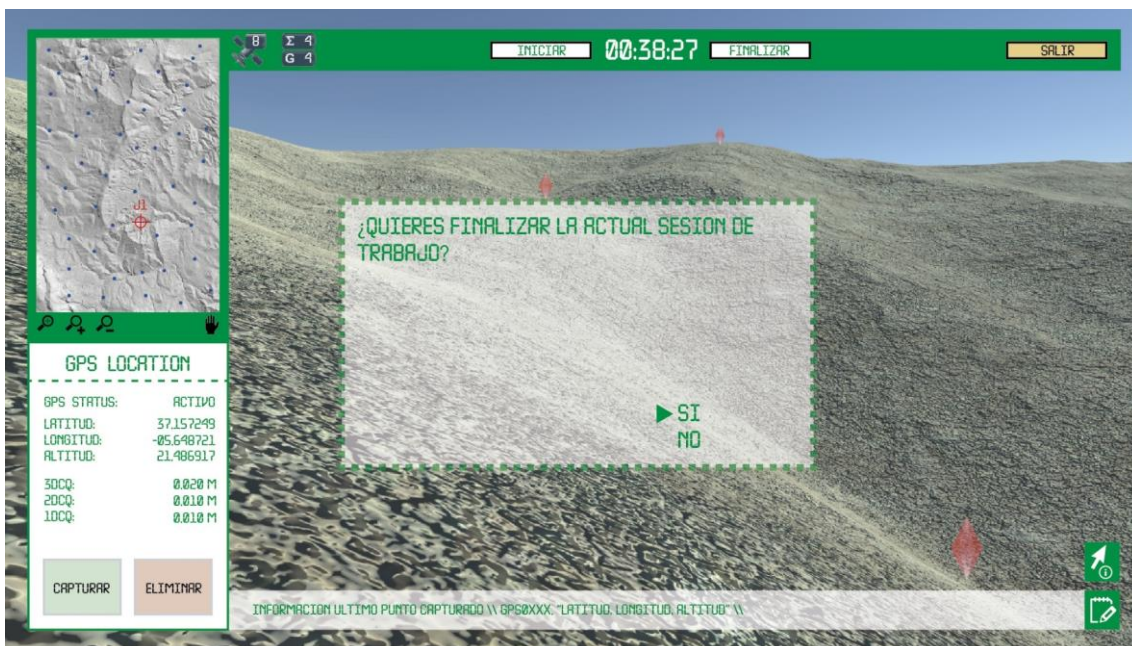 8
Σ 4
G 4
INICIAR 00:38:27 FINALIZAR
SALIR
J1
¿QUIERES FINALIZAR LA ACTUAL SESION DE
TRABAJO?
SI
NO
GPS LOCATION
GPS STATUS: ACTIVO
LATITUD: 37.157249
LONGITUD: -05.648721
ALTITUD: 21.486917
3DCQ: 0.020 M
2DCQ: 0.010 M
1DCQ: 0.010 M
CAPTURAR
ELIMINAR
INFORMACION ULTIMO PUNTO CAPTURADO \\ GPS0XXX. "LATITUD, LONGITUD, ALTITUD" \\